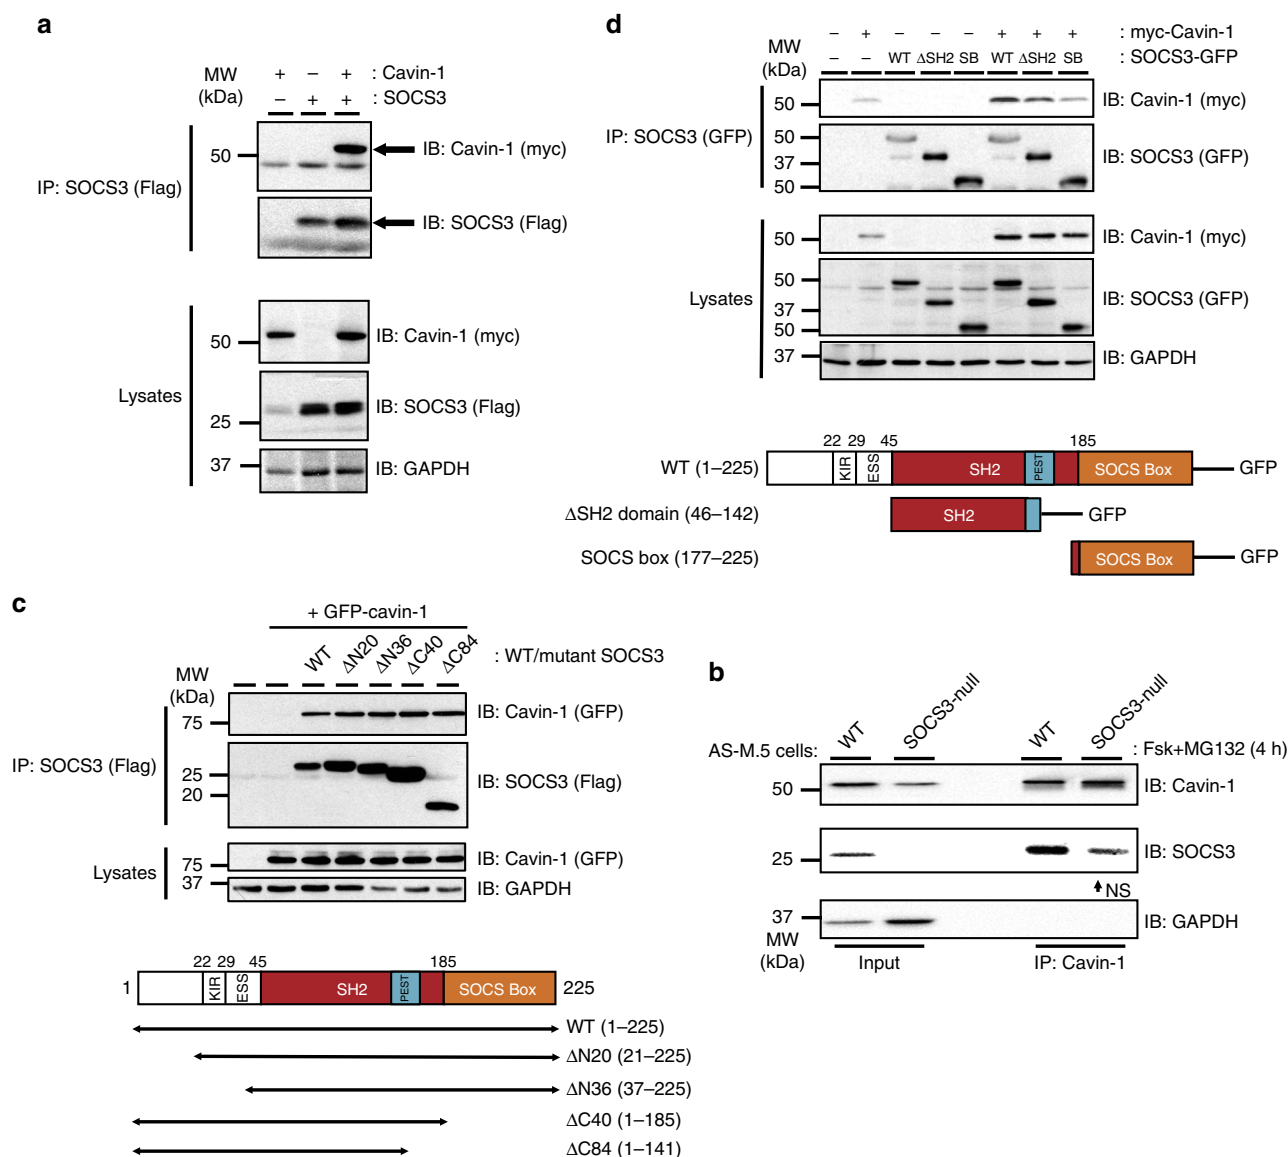 a
MW
(kDa)
+ – + : Cavin-1
– + + : SOCS3
IP: SOCS3 (Flag)
50
IB: Cavin-1 (myc)
IB: SOCS3 (Flag)
Lysates
50
IB: Cavin-1 (myc)
25
IB: SOCS3 (Flag)
37
IB: GAPDH
d
MW
(kDa)
– + – – – + + + : myc-Cavin-1
– – WT ΔSH2 SB WT ΔSH2 SB : SOCS3-GFP
IP: SOCS3 (GFP)
50
IB: Cavin-1 (myc)
50
37
50
IB: SOCS3 (GFP)
Lysates
50
IB: Cavin-1 (myc)
50
37
50
IB: SOCS3 (GFP)
37
IB: GAPDH
22 29 45 185
WT (1–225) KIR ESS SH2 PEST SOCS Box GFP
ΔSH2 domain (46–142) SH2 GFP
SOCS box (177–225) SOCS Box GFP
c
+ GFP-cavin-1
WT ΔN20 ΔN36 ΔC40 ΔC84 : WT/mutant SOCS3
MW
(kDa)
IP: SOCS3 (Flag)
75
IB: Cavin-1 (GFP)
25
20
IB: SOCS3 (Flag)
Lysates
75
IB: Cavin-1 (GFP)
37
IB: GAPDH
22 29 45 185
1 KIR ESS SH2 PEST SOCS Box 225
WT (1–225)
ΔN20 (21–225)
ΔN36 (37–225)
ΔC40 (1–185)
ΔC84 (1–141)
b
AS-M.5 cells: WT SOCS3-null WT SOCS3-null : Fsk+MG132 (4 h)
50
IB: Cavin-1
25
IB: SOCS3
NS
37
IB: GAPDH
MW
(kDa)
Input IP: Cavin-1